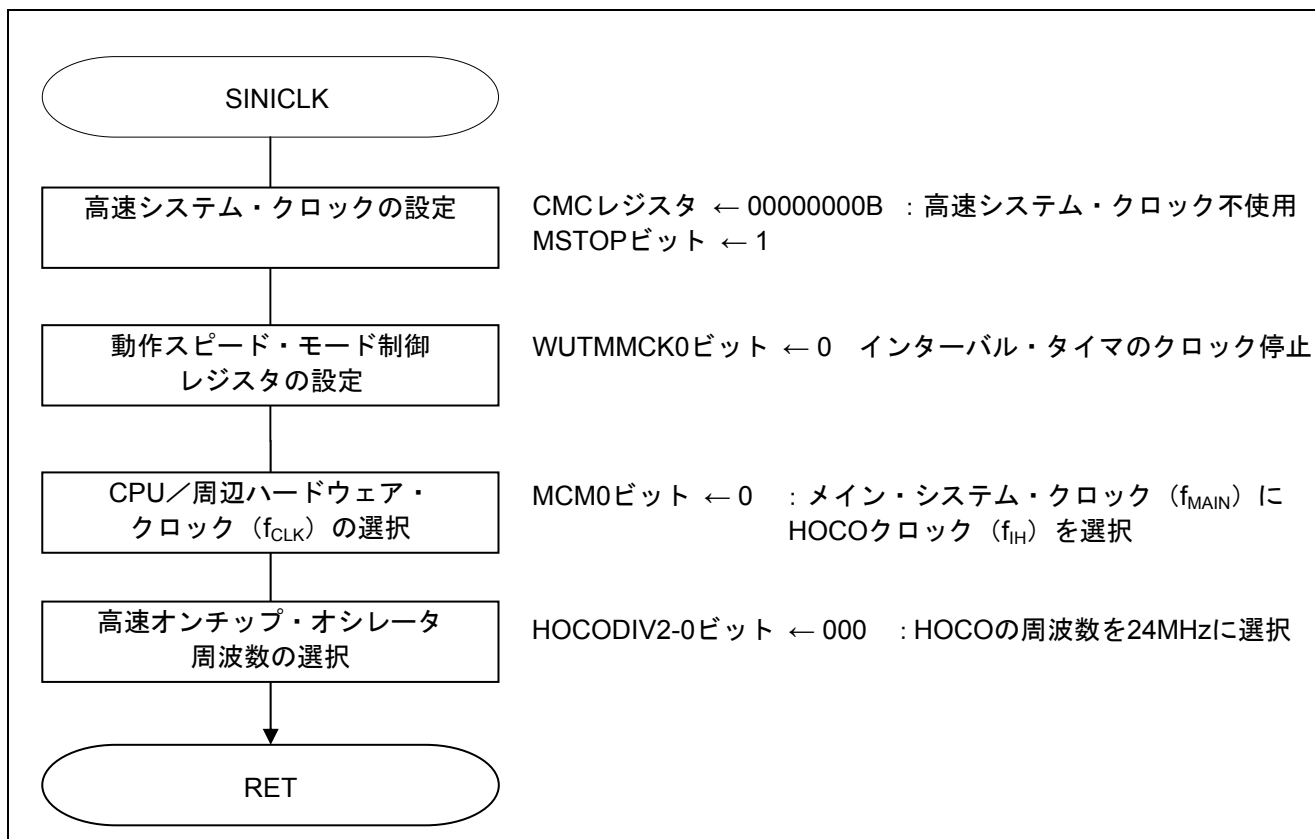 SINICLK
高速システム・クロックの設定
CMCレジスタ ← 00000000B :高速システム・クロック不使用
MSTOPビット ← 1
動作スピード・モード制御
レジスタの設定
WUTMMCK0ビット ← 0 インターバル・タイマのクロック停止
CPU/周辺ハードウェア・
クロック(fCLK)の選択
MCM0ビット ← 0 :メイン・システム・クロック(fMAIN)に
HOCOクロック(fIH)を選択
高速オンチップ・オシレータ
周波数の選択
HOCODIV2-0ビット ← 000 :HOCOの周波数を24MHzに選択
RET